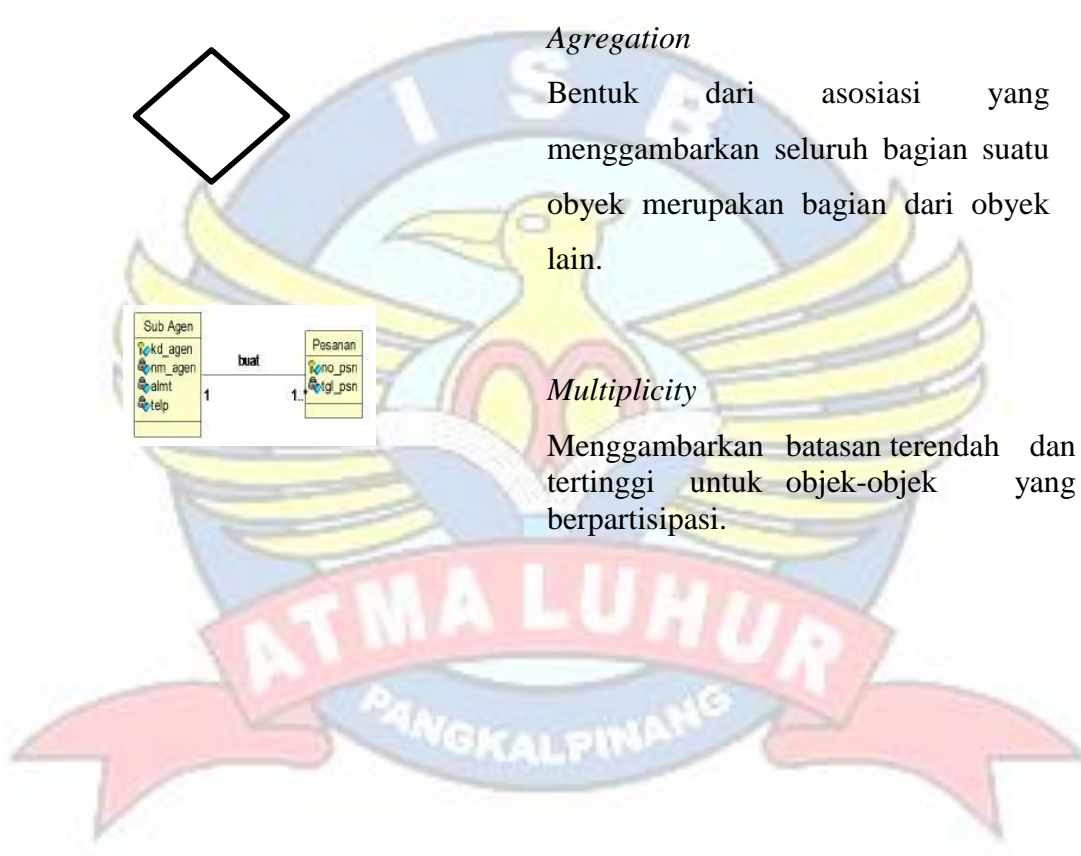 Agregation
Bentuk dari asosiasi yang
menggambarkan seluruh bagian suatu
obyek merupakan bagian dari obyek
lain.
Sub Agen
kd_agen
nm_agen
almt
telp
buat
1
1..*
Pesanan
no_psn
tgl_psn
Multiplicity
Menggambarkan batasan terendah dan
tertinggi untuk objek-objek yang
berpartisipasi.
I S B
ATMA LUHUR
PANGKALPINANG